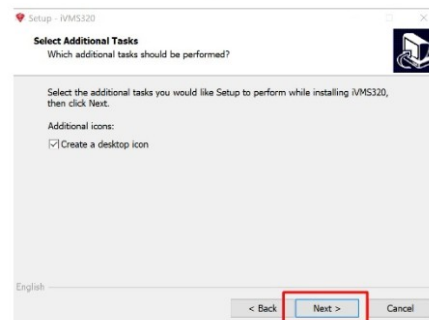 Setup - iVMS320
Select Additional Tasks
Which additional tasks should be performed?
Select the additional tasks you would like Setup to perform while installing iVMS320,
then click Next.
Additional icons:
Create a desktop icon
English
< Back Next > Cancel